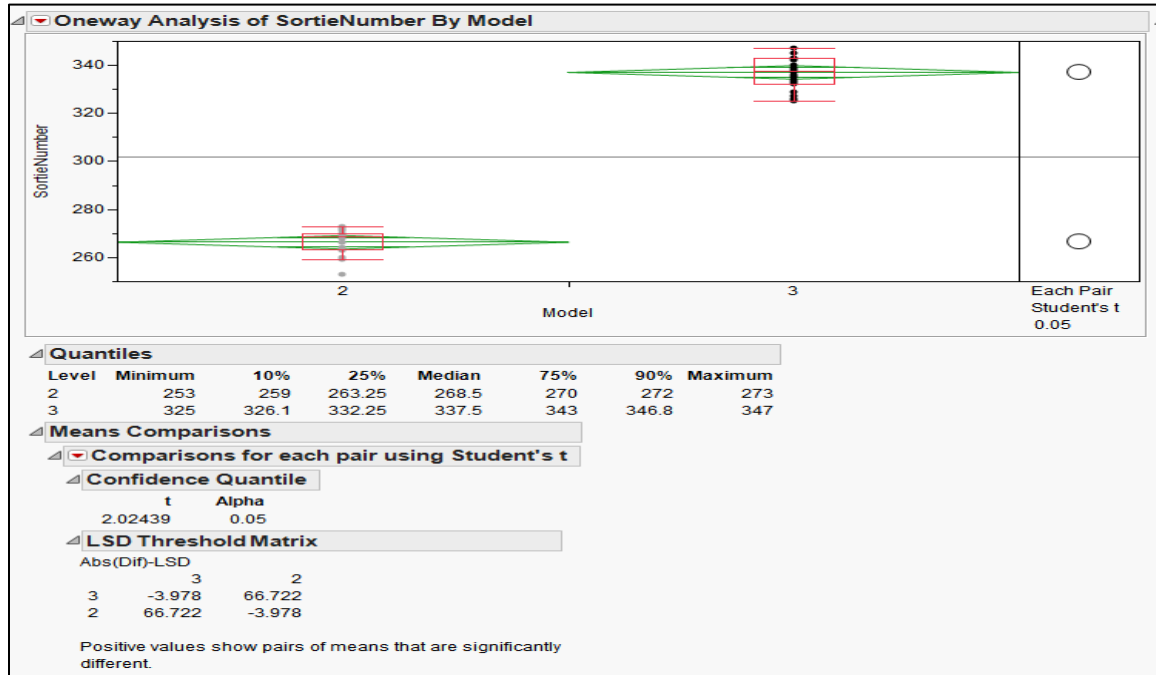 Oneway Analysis of SortieNumber By Model
340
320
300
280
260
SortieNumber
2 3
Model
Each Pair
Student's t
0.05
Quantiles
Level Minimum 10% 25% Median 75% 90% Maximum
2 253 259 263.25 268.5 270 272 273
3 325 326.1 332.25 337.5 343 346.8 347
Means Comparisons
Comparisons for each pair using Student's t
Confidence Quantile
t Alpha
2.02439 0.05
LSD Threshold Matrix
Abs(Dif)-LSD
3 2
3 -3.978 66.722
2 66.722 -3.978
Positive values show pairs of means that are significantly
different.